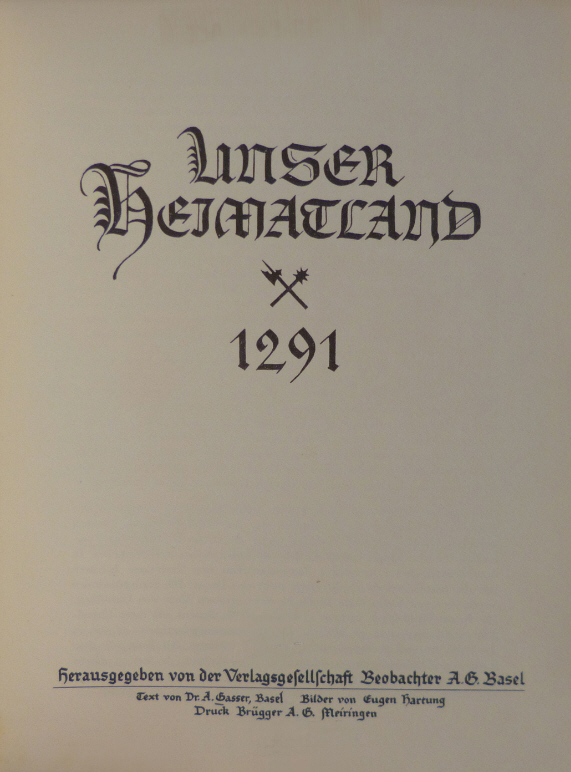 UNSER
HEIMATLAND
1291
Herausgegeben von der Verlagsgesellschaft Beobachter A.G. Basel
Text von Dr. A. Gasser, Basel Bilder von Eugen Hartung
Druck Brügger A. G. Meiringen